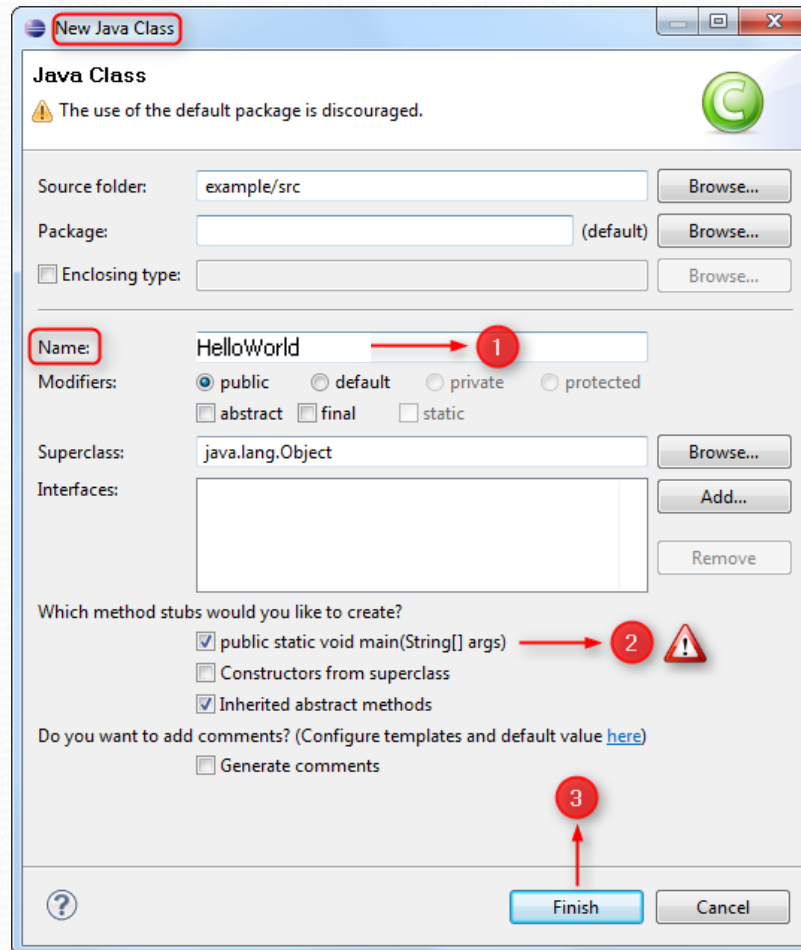 New Java Class
Java Class
The use of the default package is discouraged.
Source folder: example/src Browse...
Package: (default) Browse...
Enclosing type: Browse...
Name: HelloWorld 1
Modifiers: public default private protected
abstract final static
Superclass: java.lang.Object Browse...
Interfaces: Add...
Remove
Which method stubs would you like to create?
public static void main(String[] args) 2
Constructors from superclass
Inherited abstract methods
Do you want to add comments? (Configure templates and default value here)
Generate comments
3
? Finish Cancel